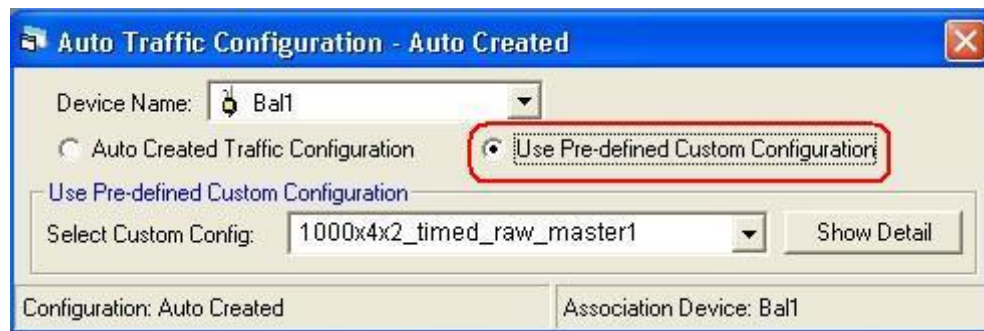 Auto Traffic Configuration - Auto Created
Device Name: Bal1
Auto Created Traffic Configuration Use Pre-defined Custom Configuration
Use Pre-defined Custom Configuration
Select Custom Config: 1000x4x2_timed_raw_master1 Show Detail
Configuration: Auto Created Association Device: Bal1